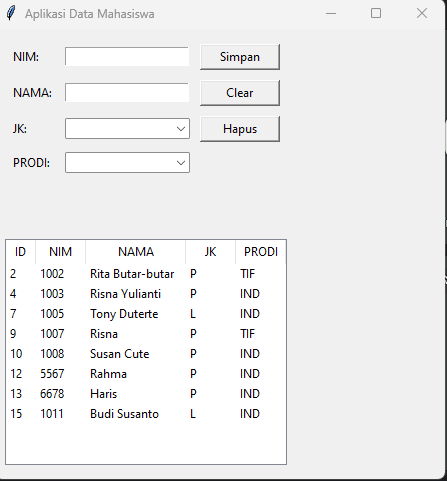 Aplikasi Data Mahasiswa
NIM: Simpan
NAMA: Clear
JK: Hapus
PRODI:
ID NIM NAMA JK PRODI
2 1002 Rita Butar-butar P TIF
4 1003 Risna Yulianti P IND
7 1005 Tony Duterte L IND
9 1007 Risna P TIF
10 1008 Susan Cute P IND
12 5567 Rahma P IND
13 6678 Haris P IND
15 1011 Budi Susanto L IND